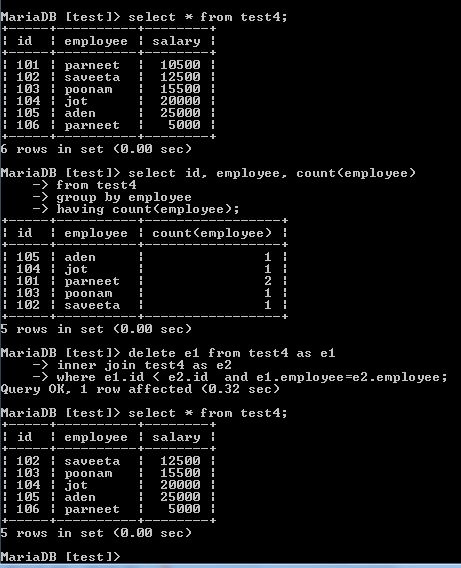 MariaDB [test]> select * from test4;
+-----+----------+--------+
| id  | employee | salary |
+-----+----------+--------+
| 101 | parneet  |  10500 |
| 102 | saveeta  |  12500 |
| 103 | poonam   |  15500 |
| 104 | jot      |  20000 |
| 105 | aden     |  25000 |
| 106 | parneet  |   5000 |
+-----+----------+--------+
6 rows in set (0.00 sec)
MariaDB [test]> select id, employee, count(employee)
    -> from test4
    -> group by employee
    -> having count(employee);
+-----+----------+-----------------+
| id  | employee | count(employee) |
+-----+----------+-----------------+
| 105 | aden     |               1 |
| 104 | jot      |               1 |
| 101 | parneet  |               2 |
| 103 | poonam   |               1 |
| 102 | saveeta  |               1 |
+-----+----------+-----------------+
5 rows in set (0.00 sec)
MariaDB [test]> delete e1 from test4 as e1
    -> inner join test4 as e2
    -> where e1.id < e2.id  and e1.employee=e2.employee;
Query OK, 1 row affected (0.32 sec)
MariaDB [test]> select * from test4;
+-----+----------+--------+
| id  | employee | salary |
+-----+----------+--------+
| 102 | saveeta  |  12500 |
| 103 | poonam   |  15500 |
| 104 | jot      |  20000 |
| 105 | aden     |  25000 |
| 106 | parneet  |   5000 |
+-----+----------+--------+
5 rows in set (0.00 sec)
MariaDB [test]>